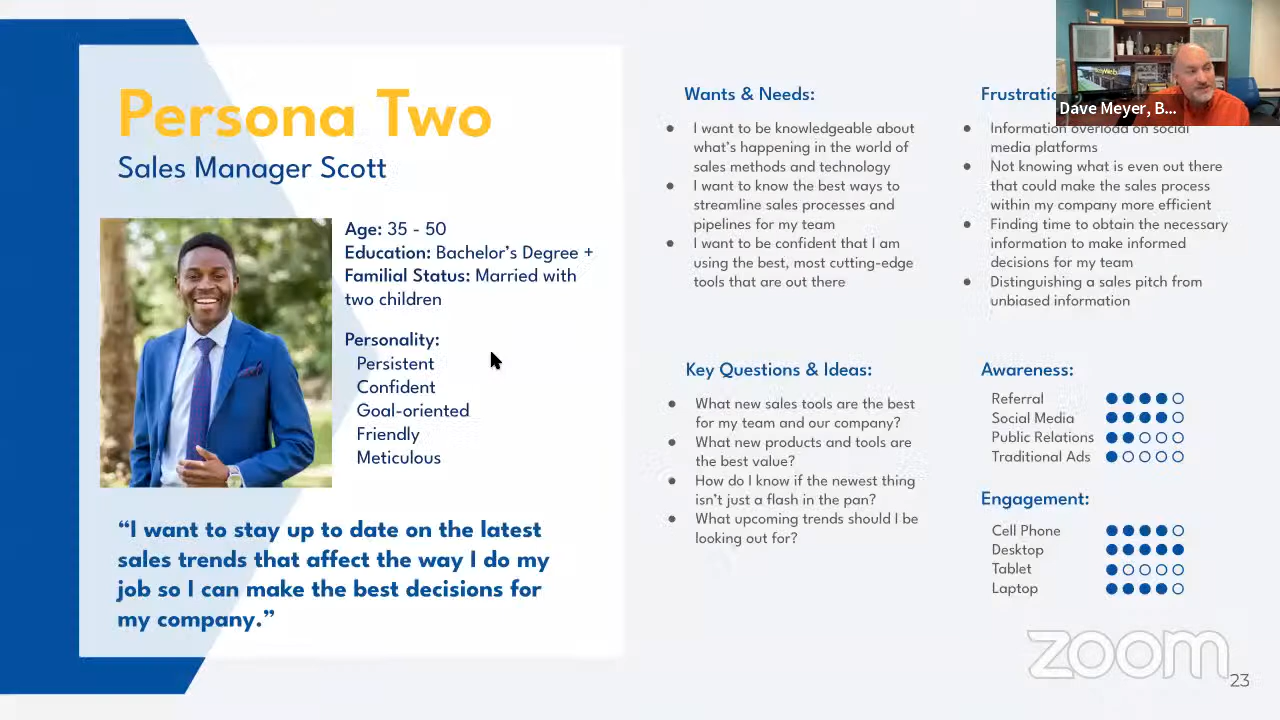 Persona Two
Sales Manager Scott
Age: 35 - 50
Education: Bachelor's Degree +
Familial Status: Married with
two children
Personality:
Persistent
Confident
Goal-oriented
Friendly
Meticulous
“I want to stay up to date on the latest
sales trends that affect the way I do my
job so I can make the best decisions for
my company.”
Wants & Needs:
● I want to be knowledgeable about
what's happening in the world of
sales methods and technology
● I want to know the best ways to
streamline sales processes and
pipelines for my team
● I want to be confident that I am
using the best, most cutting-edge
tools that are out there
Frustratio
● Information overload on social
media platforms
● Not knowing what is even out there
that could make the sales process
within my company more efficient
● Finding time to obtain the necessary
information to make informed
decisions for my team
● Distinguishing a sales pitch from
unbiased information
Key Questions & Ideas:
● What new sales tools are the best
for my team and our company?
● What new products and tools are
the best value?
● How do I know if the newest thing
isn't just a flash in the pan?
● What upcoming trends should I be
looking out for?
Awareness:
Referral
Social Media
Public Relations
Traditional Ads
Engagement:
Cell Phone
Desktop
Tablet
Laptop
Dave Meyer, B...
zoom
23